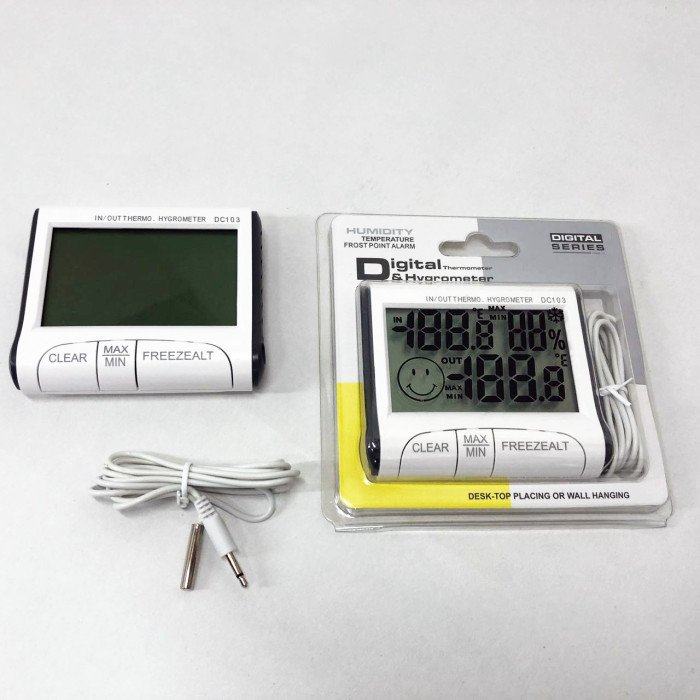 IN/OUT THERMO. HYGROMETER DC103
CLEAR MAX MIN FREEZEALT
HUMIDITY
TEMPERATURE
FROST POINT ALARM
DIGITAL
SERIES
Digital Thermometer
& Hygrometer
IN/OUT THERMO. HYGROMETER DC103
IN -188.8 °F MAX MIN 88%
OUT
MAX MIN -188.8 °F
CLEAR MAX MIN FREEZEALT
DESK-TOP PLACING OR WALL HANGING